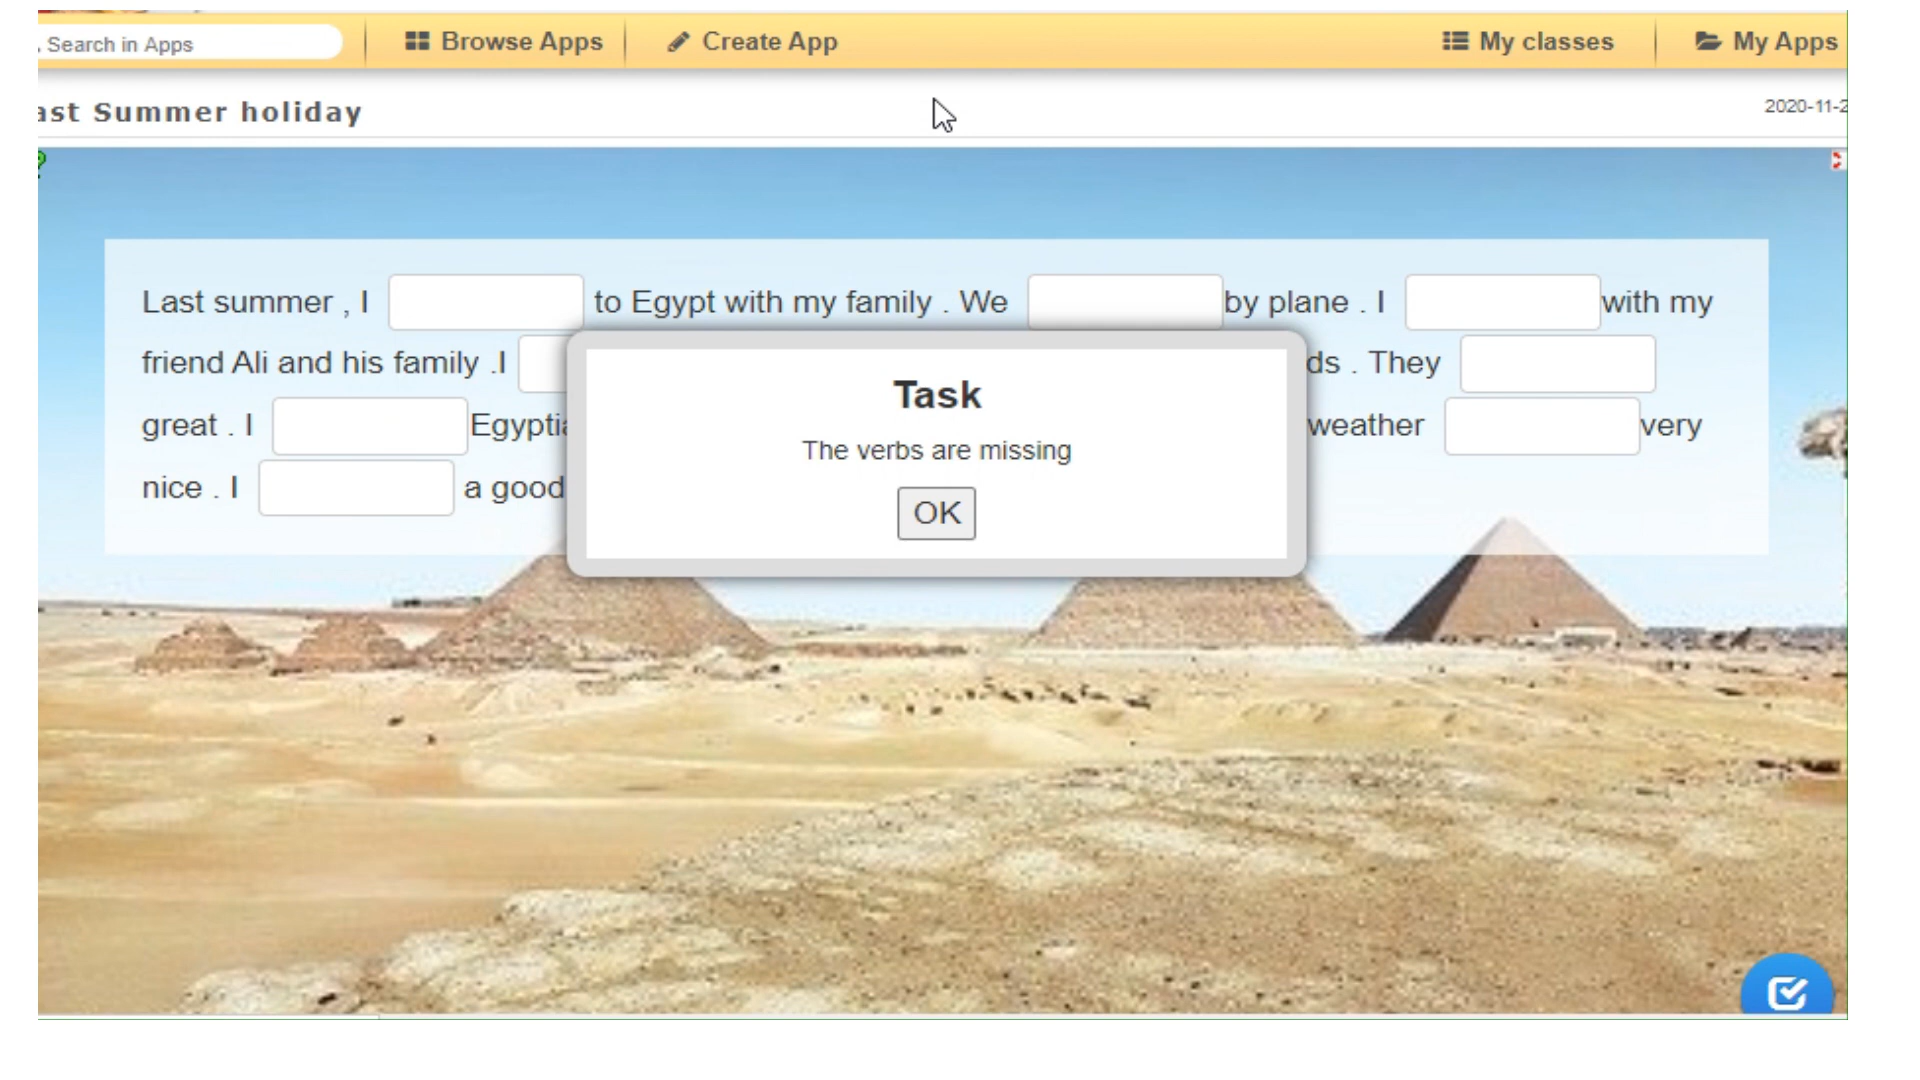 Search in Apps
Browse Apps
Create App
My classes
My Apps
ast Summer holiday
2020-11-2
Last summer , I to Egypt with my family . We by plane . I with my
friend Ali and his family .I ds . They
great . I Egyptia weather very
nice . I a good
Task
The verbs are missing
OK